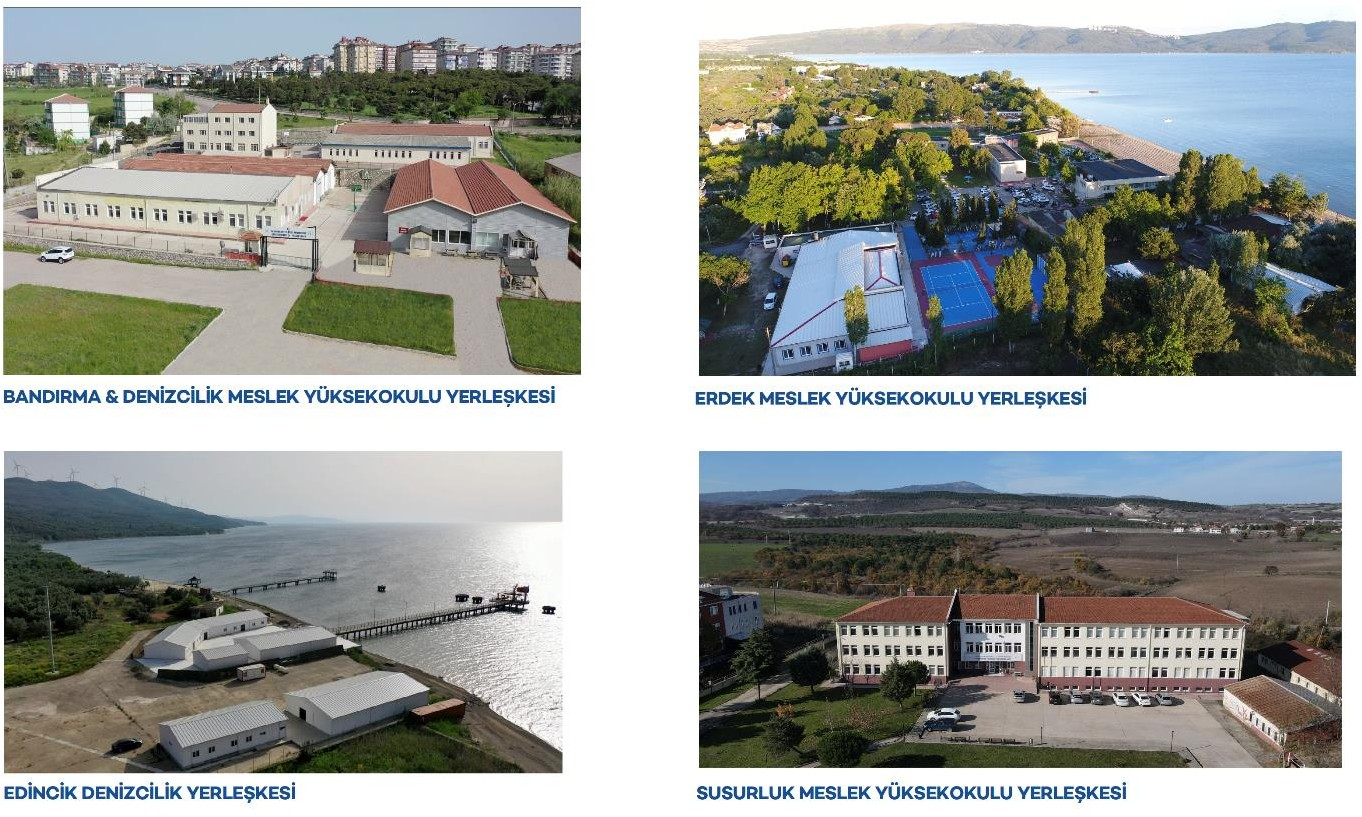 BANDIRMA & DENİZCİLİK MESLEK YÜKSEKOKULU YERLEŞKESİ
ERDEK MESLEK YÜKSEKOKULU YERLEŞKESİ
EDİNCİK DENİZCİLİK YERLEŞKESİ
SUSURLUK MESLEK YÜKSEKOKULU YERLEŞKESİ